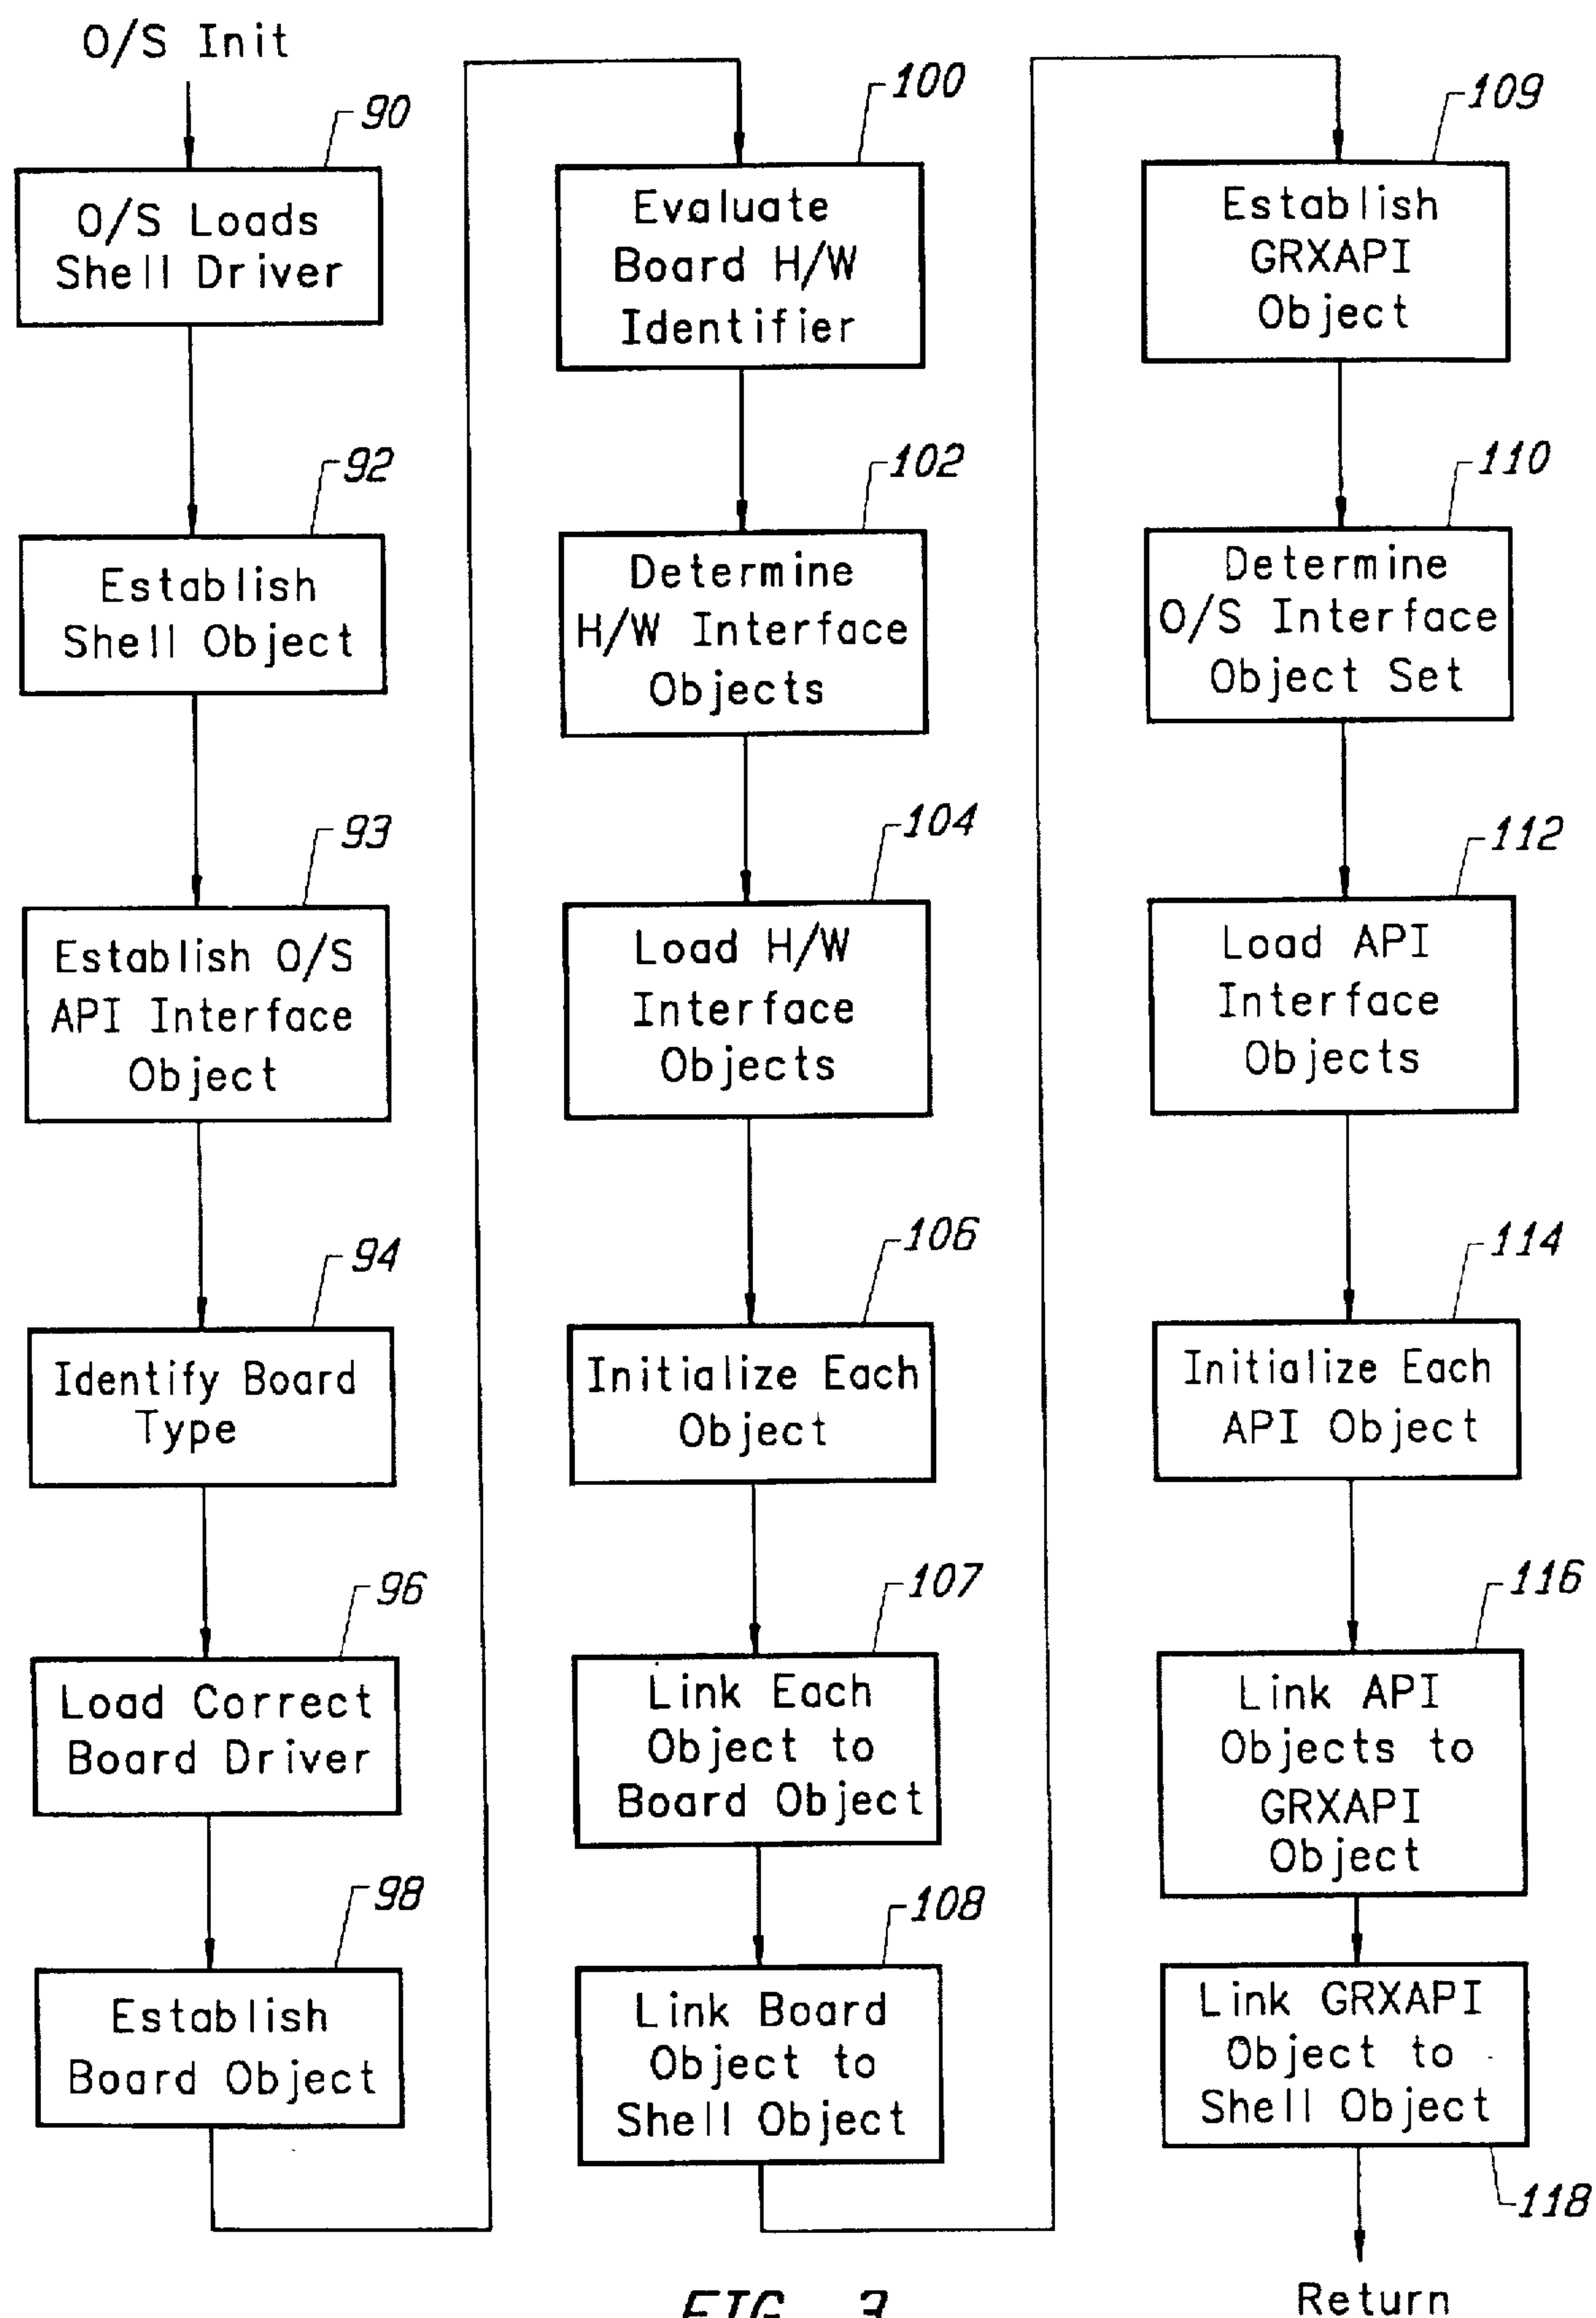 O/S Init
90
O/S Loads
Shell Driver
92
Establish
Shell Object
93
Establish O/S
API Interface
Object
94
Identify Board
Type
96
Load Correct
Board Driver
98
Establish
Board Object
100
Evaluate
Board H/W
Identifier
102
Determine
H/W Interface
Objects
104
Load H/W
Interface
Objects
106
Initialize Each
Object
107
Link Each
Object to
Board Object
108
Link Board
Object to
Shell Object
109
Establish
GRXAPI
Object
110
Determine
O/S Interface
Object Set
112
Load API
Interface
Objects
114
Initialize Each
API Object
116
Link API
Objects to
GRXAPI
Object
Link GRXAPI
Object to
Shell Object
118
Return
FIG. 3